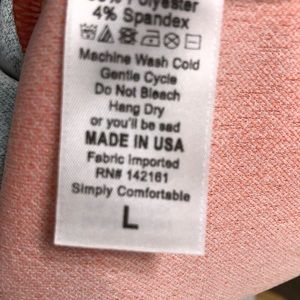 Polyester
4% Spandex
Machine Wash Cold
Gentle Cycle
Do Not Bleach
Hang Dry
or you'll be sad
MADE IN USA
Fabric Imported
RN# 142161
Simply Comfortable
L